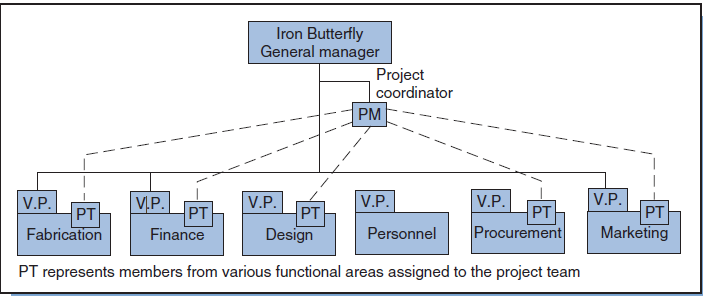 Iron Butterfly
General manager
Project
coordinator
PM
V.P.
PT
Fabrication
V.P.
PT
Finance
V.P.
PT
Design
V.P.
Personnel
V.P.
PT
Procurement
V.P.
PT
Marketing
PT represents members from various functional areas assigned to the project team